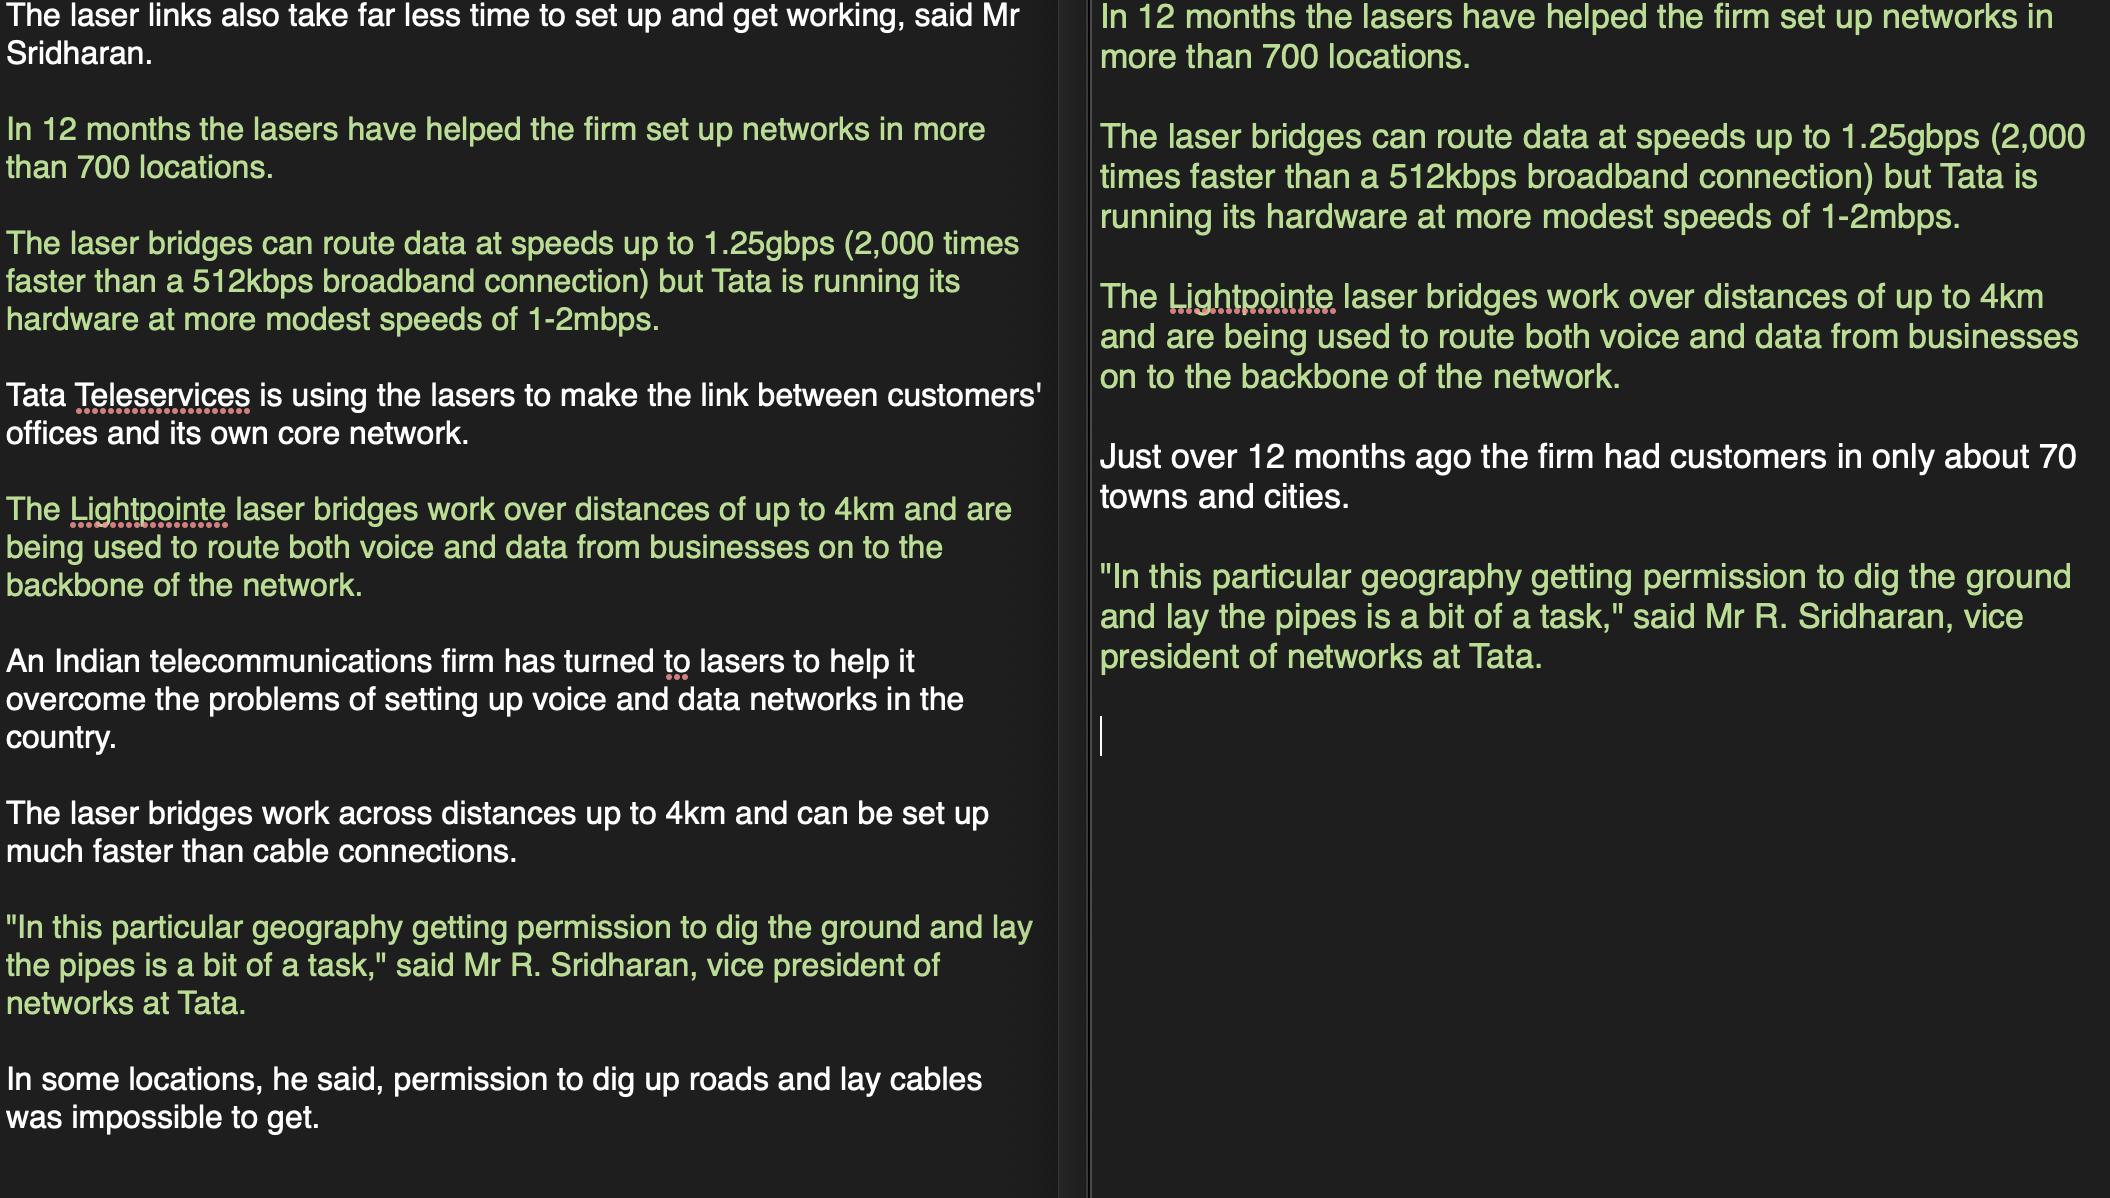 The laser links also take far less time to set up and get working, said Mr
Sridharan.
In 12 months the lasers have helped the firm set up networks in more
than 700 locations.
The laser bridges can route data at speeds up to 1.25gbps (2,000 times
faster than a 512kbps broadband connection) but Tata is running its
hardware at more modest speeds of 1-2mbps.
Tata Teleservices is using the lasers to make the link between customers'
offices and its own core network.
The Lightpointe laser bridges work over distances of up to 4km and are
being used to route both voice and data from businesses on to the
backbone of the network.
An Indian telecommunications firm has turned to lasers to help it
overcome the problems of setting up voice and data networks in the
country.
The laser bridges work across distances up to 4km and can be set up
much faster than cable connections.
"In this particular geography getting permission to dig the ground and lay
the pipes is a bit of a task," said Mr R. Sridharan, vice president of
networks at Tata.
In some locations, he said, permission to dig up roads and lay cables
was impossible to get.
In 12 months the lasers have helped the firm set up networks in
more than 700 locations.
The laser bridges can route data at speeds up to 1.25gbps (2,000
times faster than a 512kbps broadband connection) but Tata is
running its hardware at more modest speeds of 1-2mbps.
The Lightpointe laser bridges work over distances of up to 4km
and are being used to route both voice and data from businesses
on to the backbone of the network.
Just over 12 months ago the firm had customers in only about 70
towns and cities.
"In this particular geography getting permission to dig the ground
and lay the pipes is a bit of a task," said Mr R. Sridharan, vice
president of networks at Tata.